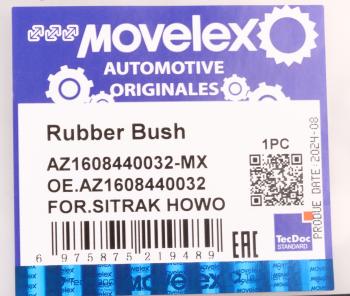 movelex
AUTOMOTIVE
ORIGINALES
Rubber Bush
AZ1608440032-MX
OE.AZ1608440032
FOR.SITRAK HOWO
1PC
PRODUE DATE:2024-08
6 975875 219489
EAC
TecDoc
STANDARD
movelex